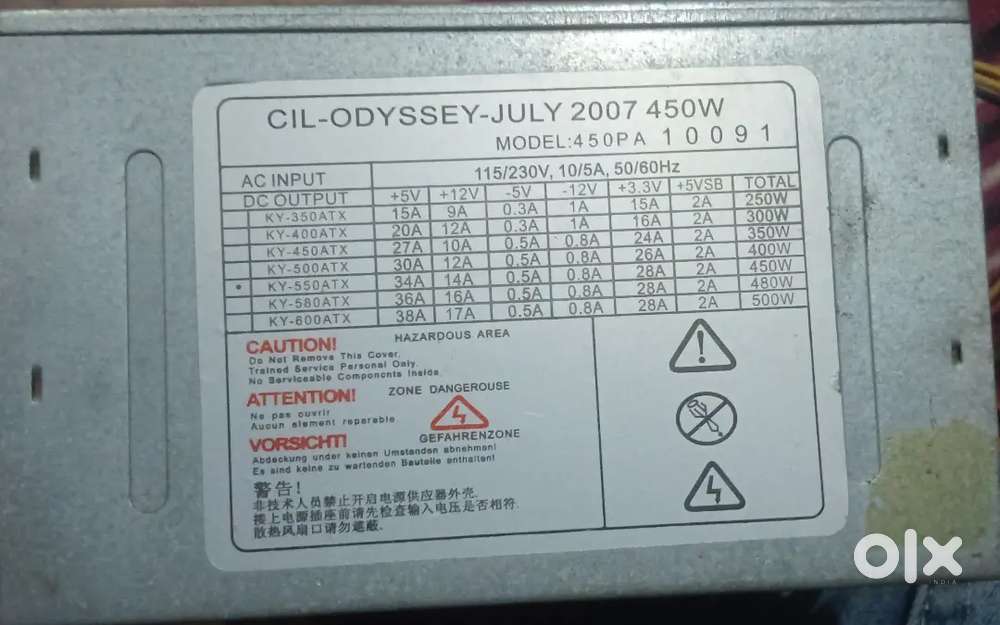 CIL-ODYSSEY-JULY 2007 450W
MODEL:450PA 10091
AC INPUT 115/230V, 10/5A, 50/60Hz
DC OUTPUT +5V +12V -5V -12V +3.3V +5VSB TOTAL
KY-350ATX 15A 9A 0.3A 1A 15A 2A 250W
KY-400ATX 20A 12A 0.3A 1A 16A 2A 300W
KY-450ATX 27A 10A 0.5A 0.8A 24A 2A 350W
KY-500ATX 30A 12A 0.5A 0.8A 26A 2A 400W
• KY-550ATX 34A 14A 0.5A 0.8A 28A 2A 450W
KY-580ATX 36A 16A 0.5A 0.8A 28A 2A 480W
KY-600ATX 38A 17A 0.5A 0.8A 28A 2A 500W
CAUTION! HAZARDOUS AREA
Do Not Remove This Cover.
Trained Service Personal Only.
No Serviceable Components Inside.
ATTENTION! ZONE DANGEROUSE
Ne pas ouvrir
Aucun element reparable
VORSICHT! GEFAHRENZONE
Abdeckung under keinen Umstanden abnehmen!
Es sind keine zu wartenden Bauteile enthalten!
警告!
非技术人员禁止开启电源供应器外壳.
接上电源插座前请先检查输入电压是否相符.
散热风扇口请勿遮蔽.
olx
INDIA